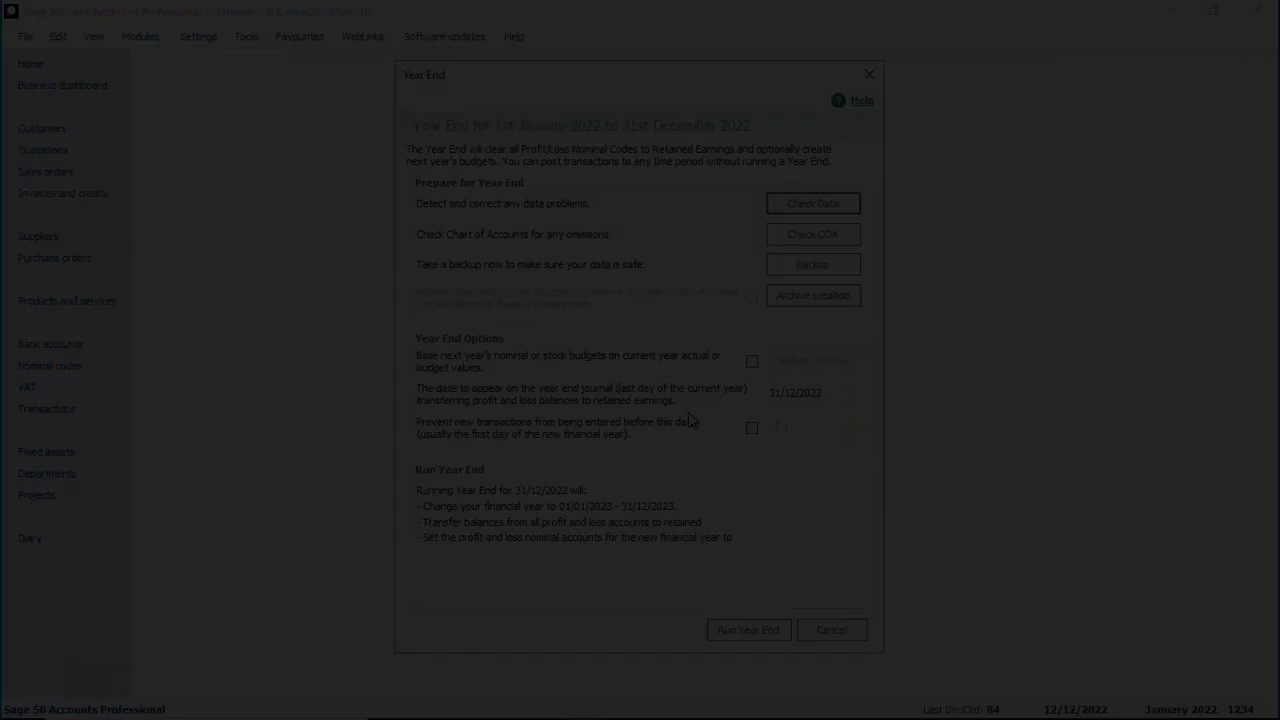 Sage 50cloud Accounts Professional
File Edit View Modules Settings Tools Favourites WebLinks Software updates Help
Home
Business dashboard
Customers
Quotations
Sales orders
Invoices and credits
Suppliers
Purchase orders
Products and services
Bank accounts
Nominal codes
VAT
Transactions
Fixed assets
Departments
Projects
Diary
Year End
? Help
Year End for 1st January 2022 to 31st December 2022
The Year End will clear all Profit/Loss Nominal Codes to Retained Earnings and optionally create
next year's budgets. You can post transactions to any time period without running a Year End.
Prepare for Year End
Detect and correct any data problems. Check Data
Check Chart of Accounts for any omissions. Check COA
Take a backup now to make sure your data is safe. Backup
Archive Location
Year End Options
Base next year's nominal or stock budgets on current year actual or
budget values.
The date to appear on the year end journal (last day of the current year)
transferring profit and loss balances to retained earnings. 31/12/2022
Prevent new transactions from being entered before this date
(usually the first day of the new financial year). / /
Run Year End
Running Year End for 31/12/2022 will:
- Change your financial year to 01/01/2023 - 31/12/2023.
- Transfer balances from all profit and loss accounts to retained
- Set the profit and loss nominal accounts for the new financial year to
Run Year End Cancel
Sage 50 Accounts Professional Last Inv/Crd: 84 12/12/2022 January 2022 1234